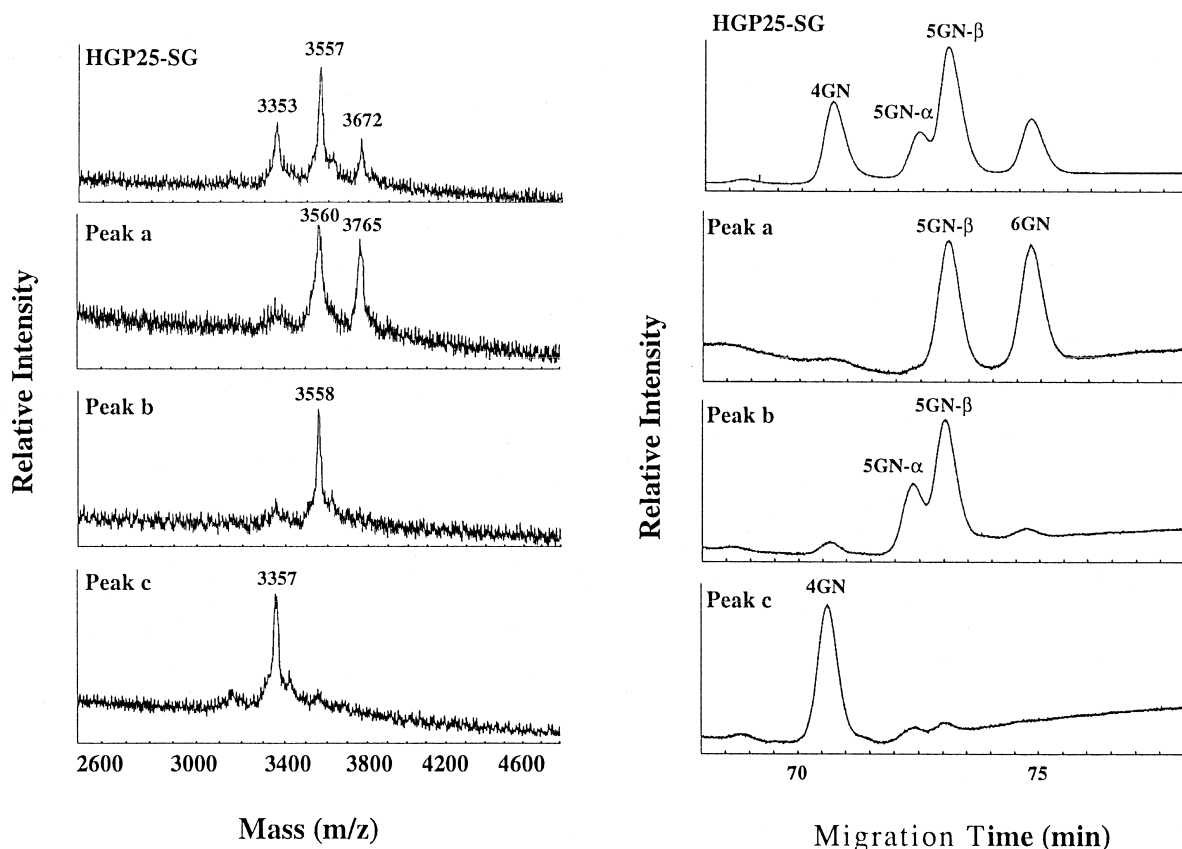 HGP25-SG
3557
3353
3672
Peak a
3560
3765
Peak b
3558
Peak c
3357
2600 3000 3400 3800 4200 4600
Mass (m/z)
Relative Intensity
HGP25-SG
5GN-β
4GN
5GN-α
Peak a
5GN-β
6GN
Peak b
5GN-β
5GN-α
Peak c
4GN
70 75
Migration Time (min)
Relative Intensity